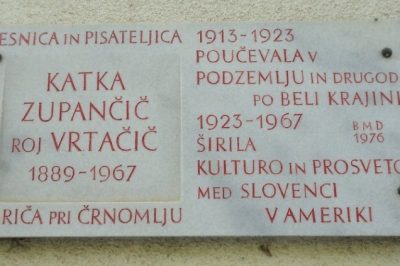 ESNICA IN PISATELJICA
KATKA
ZUPANČIČ
ROJ VRTAČIČ
1889-1967
RIČA PRI ČRNOMLJU
1913-1923
POUČEVALA V
PODZEMLJU IN DRUGOD
PO BELI KRAJINI
1923-1967
BMD
1976
ŠIRILA
KULTURO IN PROSVETO
MED SLOVENCI
V AMERIKI